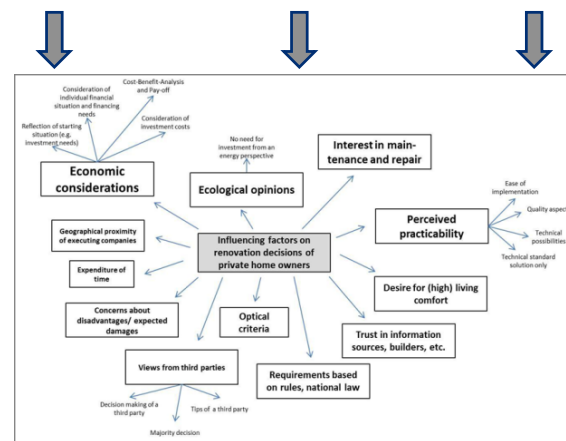 Cost-Benefit-Analysis
and Pay-off
Consideration of
individual financial
situation and financing
needs
Consideration of
investment costs
Reflection of starting
situation (e.g.
investment needs)
Economic
considerations
No need for
investment from an
energy perspective
Ecological opinions
Interest in main-
tenance and repair
Ease of
implementation
Quality aspec
Technical
possibilities
Technical standard
solution only
Perceived
practicability
Geographical proximity
of executing companies
Influencing factors on
renovation decisions of
private home owners
Expenditure of
time
Desire for (high) living
comfort
Concerns about
disadvantages/ expected
damages
Optical
criteria
Trust in information
sources, builders, etc.
Views from third parties
Requirements based
on rules, national law
Decision making of a
third party
Tips of a third party
Majority decision